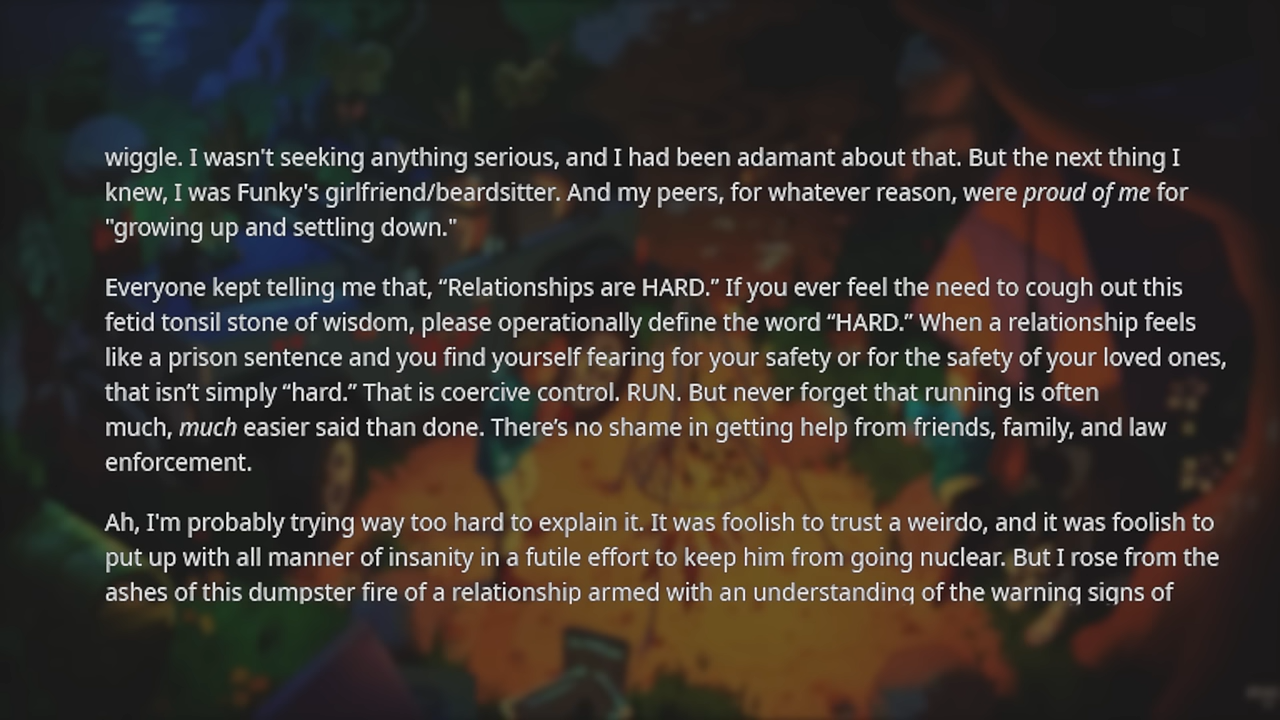 wiggle. I wasn't seeking anything serious, and I had been adamant about that. But the next thing I
knew, I was Funky's girlfriend/beardsitter. And my peers, for whatever reason, were proud of me for
"growing up and settling down."
Everyone kept telling me that, “Relationships are HARD.” If you ever feel the need to cough out this
fetid tonsil stone of wisdom, please operationally define the word “HARD.” When a relationship feels
like a prison sentence and you find yourself fearing for your safety or for the safety of your loved ones,
that isn’t simply “hard.” That is coercive control. RUN. But never forget that running is often
much, much easier said than done. There’s no shame in getting help from friends, family, and law
enforcement.
Ah, I'm probably trying way too hard to explain it. It was foolish to trust a weirdo, and it was foolish to
put up with all manner of insanity in a futile effort to keep him from going nuclear. But I rose from the
ashes of this dumpster fire of a relationship armed with an understanding of the warning signs of